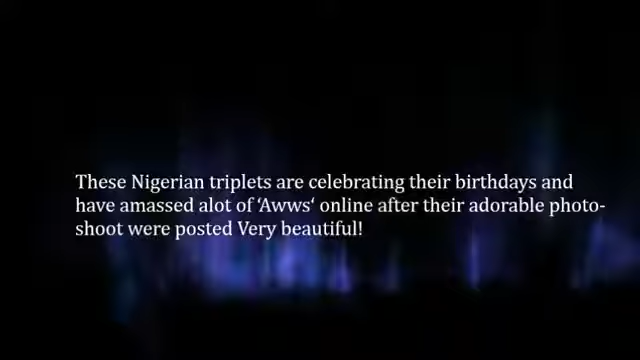 These Nigerian triplets are celebrating their birthdays and
have amassed alot of ‘Awws‘ online after their adorable photo-
shoot were posted Very beautiful!